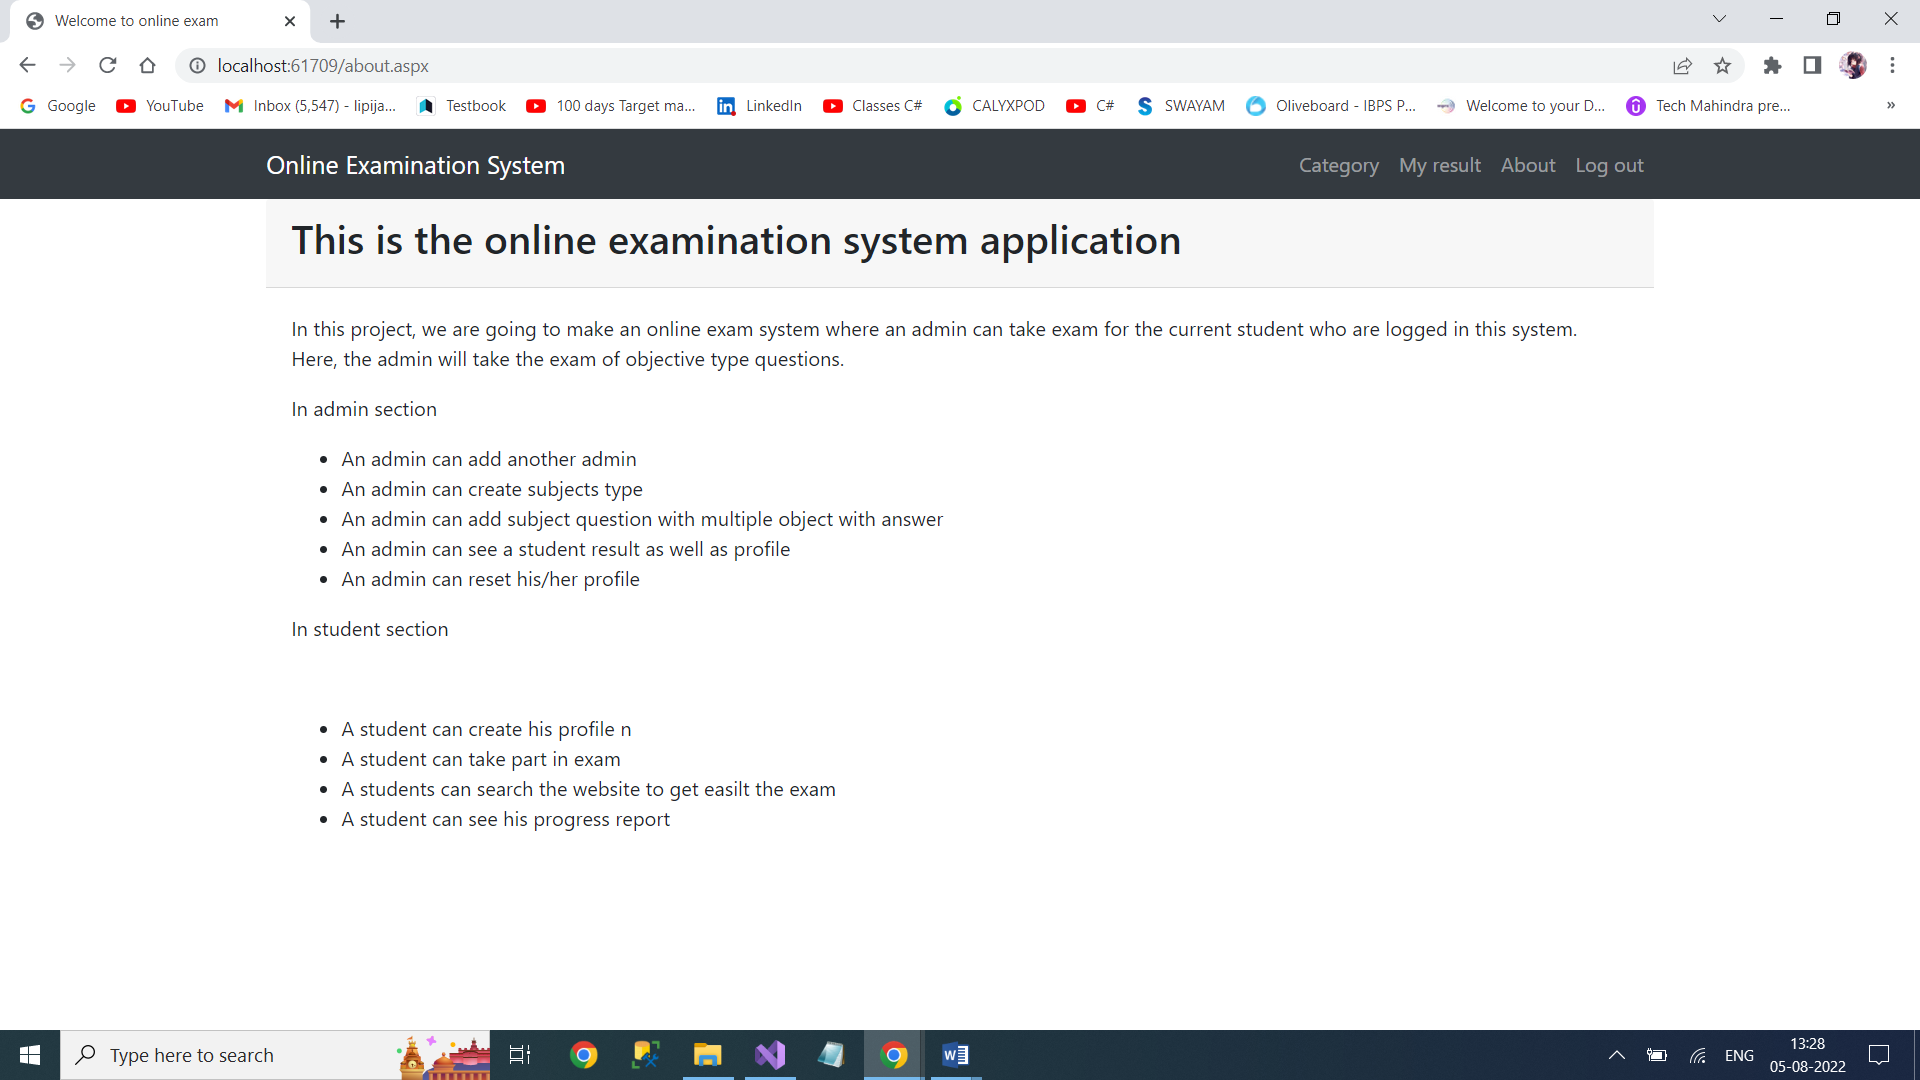 Welcome to online exam
localhost:61709/about.aspx
Google YouTube Inbox (5,547) - lipija... Testbook 100 days Target ma... LinkedIn Classes C# CALYXPOD C# SWAYAM Oliveboard - IBPS P... Welcome to your D... Tech Mahindra pre... »
Online Examination System Category My result About Log out
This is the online examination system application
In this project, we are going to make an online exam system where an admin can take exam for the current student who are logged in this system.
Here, the admin will take the exam of objective type questions.
In admin section
• An admin can add another admin
• An admin can create subjects type
• An admin can add subject question with multiple object with answer
• An admin can see a student result as well as profile
• An admin can reset his/her profile
In student section
• A student can create his profile n
• A student can take part in exam
• A students can search the website to get easilt the exam
• A student can see his progress report
Type here to search
ENG
13:28
05-08-2022